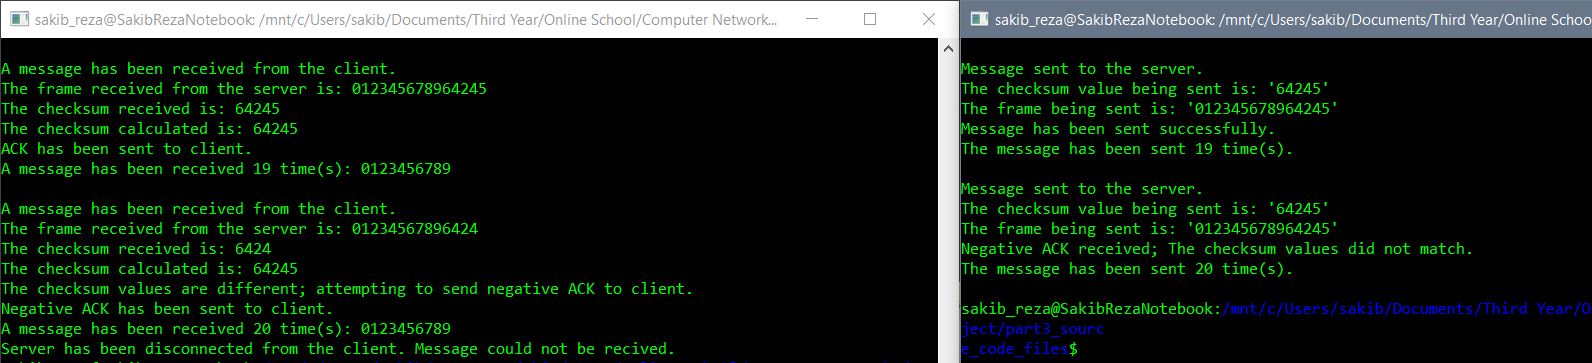 sakib_reza@SakibRezaNotebook: /mnt/c/Users/sakib/Documents/Third Year/Online School/Computer Network...
A message has been received from the client.
The frame received from the server is: 012345678964245
The checksum received is: 64245
The checksum calculated is: 64245
ACK has been sent to client.
A message has been received 19 time(s): 0123456789
A message has been received from the client.
The frame received from the server is: 01234567896424
The checksum received is: 6424
The checksum calculated is: 64245
The checksum values are different; attempting to send negative ACK to client.
Negative ACK has been sent to client.
A message has been received 20 time(s): 0123456789
Server has been disconnected from the client. Message could not be recived.
sakib_reza@SakibRezaNotebook: /mnt/c/Users/sakib/Documents/Third Year/Online Schoo
Message sent to the server.
The checksum value being sent is: '64245'
The frame being sent is: '012345678964245'
Message has been sent successfully.
The message has been sent 19 time(s).
Message sent to the server.
The checksum value being sent is: '64245'
The frame being sent is: '012345678964245'
Negative ACK received; The checksum values did not match.
The message has been sent 20 time(s).
sakib_reza@SakibRezaNotebook:/mnt/c/Users/sakib/Documents/Third Year/O
ject/part3_sourc
e_code_files$